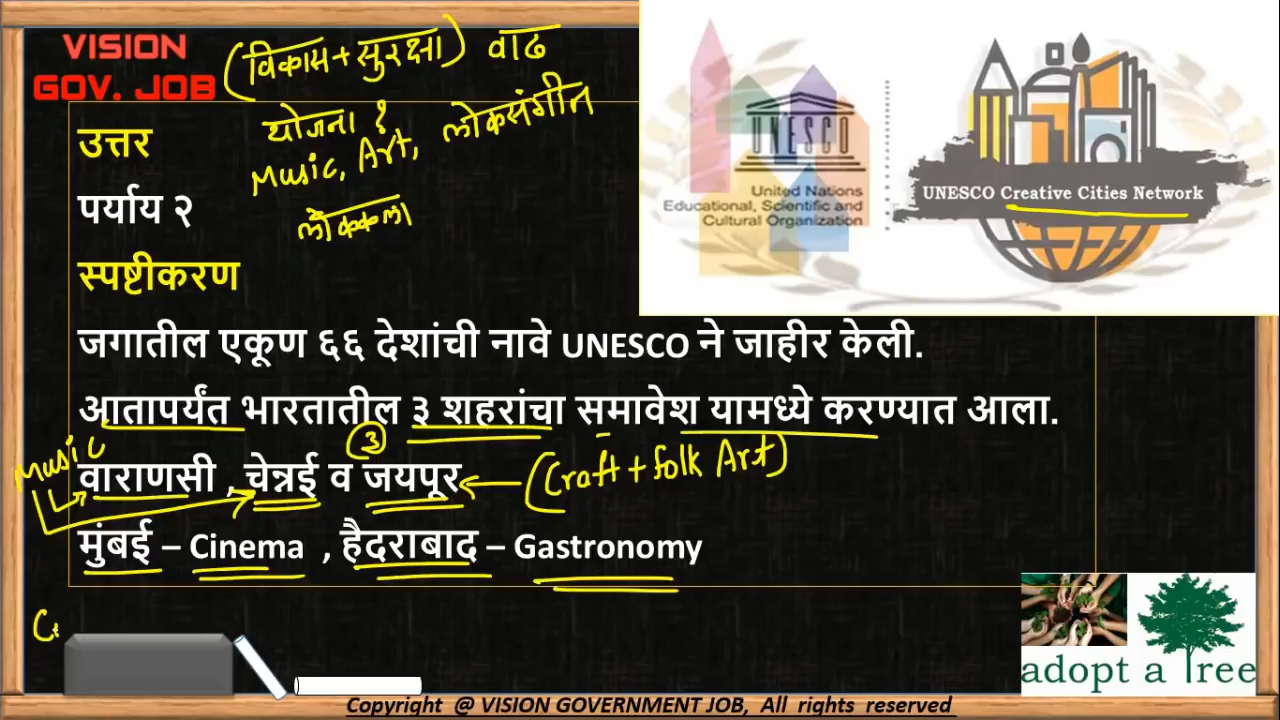 VISION
GOV. JOB
(विकास+सुरक्षा) वाढ
योजना १
Music, Art, लोकसंगीत
लोककला
उत्तर
पर्याय २
स्पष्टीकरण
UNESCO
United Nations
Educational, Scientific and
Cultural Organization
UNESCO Creative Cities Network
जगातील एकूण ६६ देशांची नावे UNESCO ने जाहीर केली.
आतापर्यंत भारतातील ३ शहरांचा समावेश यामध्ये करण्यात आला.
Music
③
वाराणसी , चेन्नई व जयपूर
(Craft + folk Art)
मुंबई – Cinema , हैदराबाद – Gastronomy
adopt a Tree
Copyright @ VISION GOVERNMENT JOB, All rights reserved